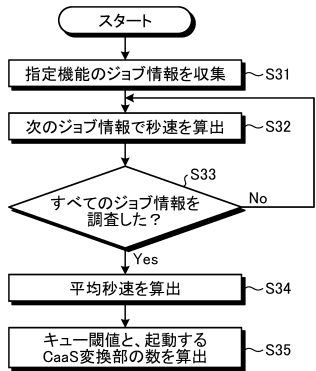 スタート
指定機能のジョブ情報を収集
S31
次のジョブ情報で秒速を算出
S32
S33
すべてのジョブ情報を
調査した？
No
Yes
平均秒速を算出
S34
キュー閾値と、起動する
CaaS変換部の数を算出
S35